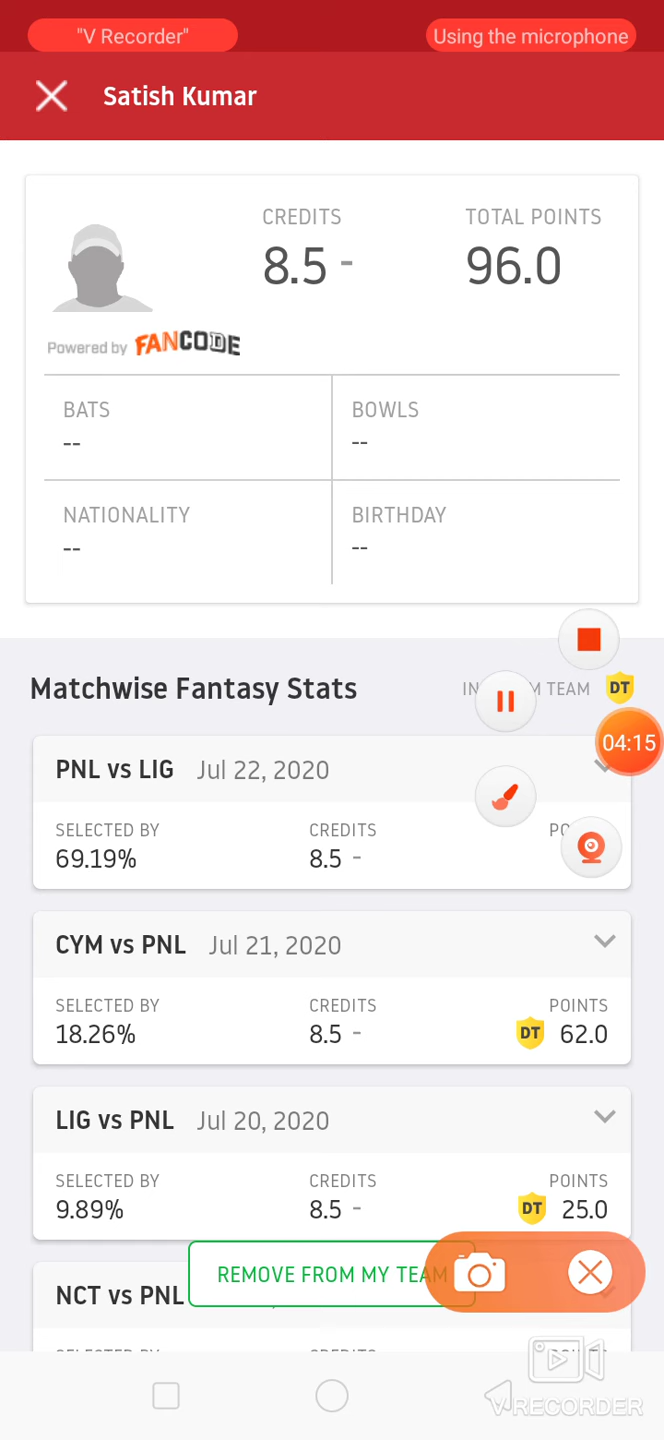 "V Recorder"
Using the microphone
Satish Kumar
CREDITS
TOTAL POINTS
8.5 -
96.0
Powered by FANCODE
BATS
BOWLS
--
--
NATIONALITY
BIRTHDAY
--
--
Matchwise Fantasy Stats
TEAM
DT
04:15
PNL vs LIG Jul 22, 2020
SELECTED BY
CREDITS
69.19%
8.5 -
CYM vs PNL Jul 21, 2020
SELECTED BY
CREDITS
POINTS
18.26%
8.5 -
DT 62.0
LIG vs PNL Jul 20, 2020
SELECTED BY
CREDITS
POINTS
9.89%
8.5 -
DT 25.0
REMOVE FROM MY TEAM
NCT vs PNL
V RECORDER